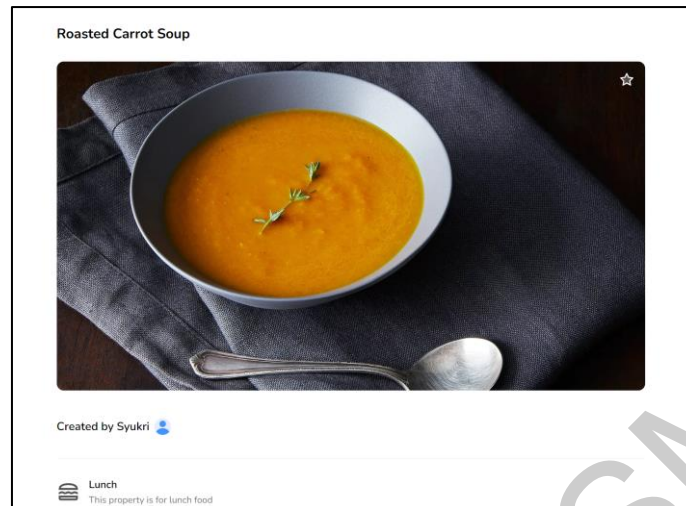 Roasted Carrot Soup
Created by Syukri
Lunch
This property is for lunch food